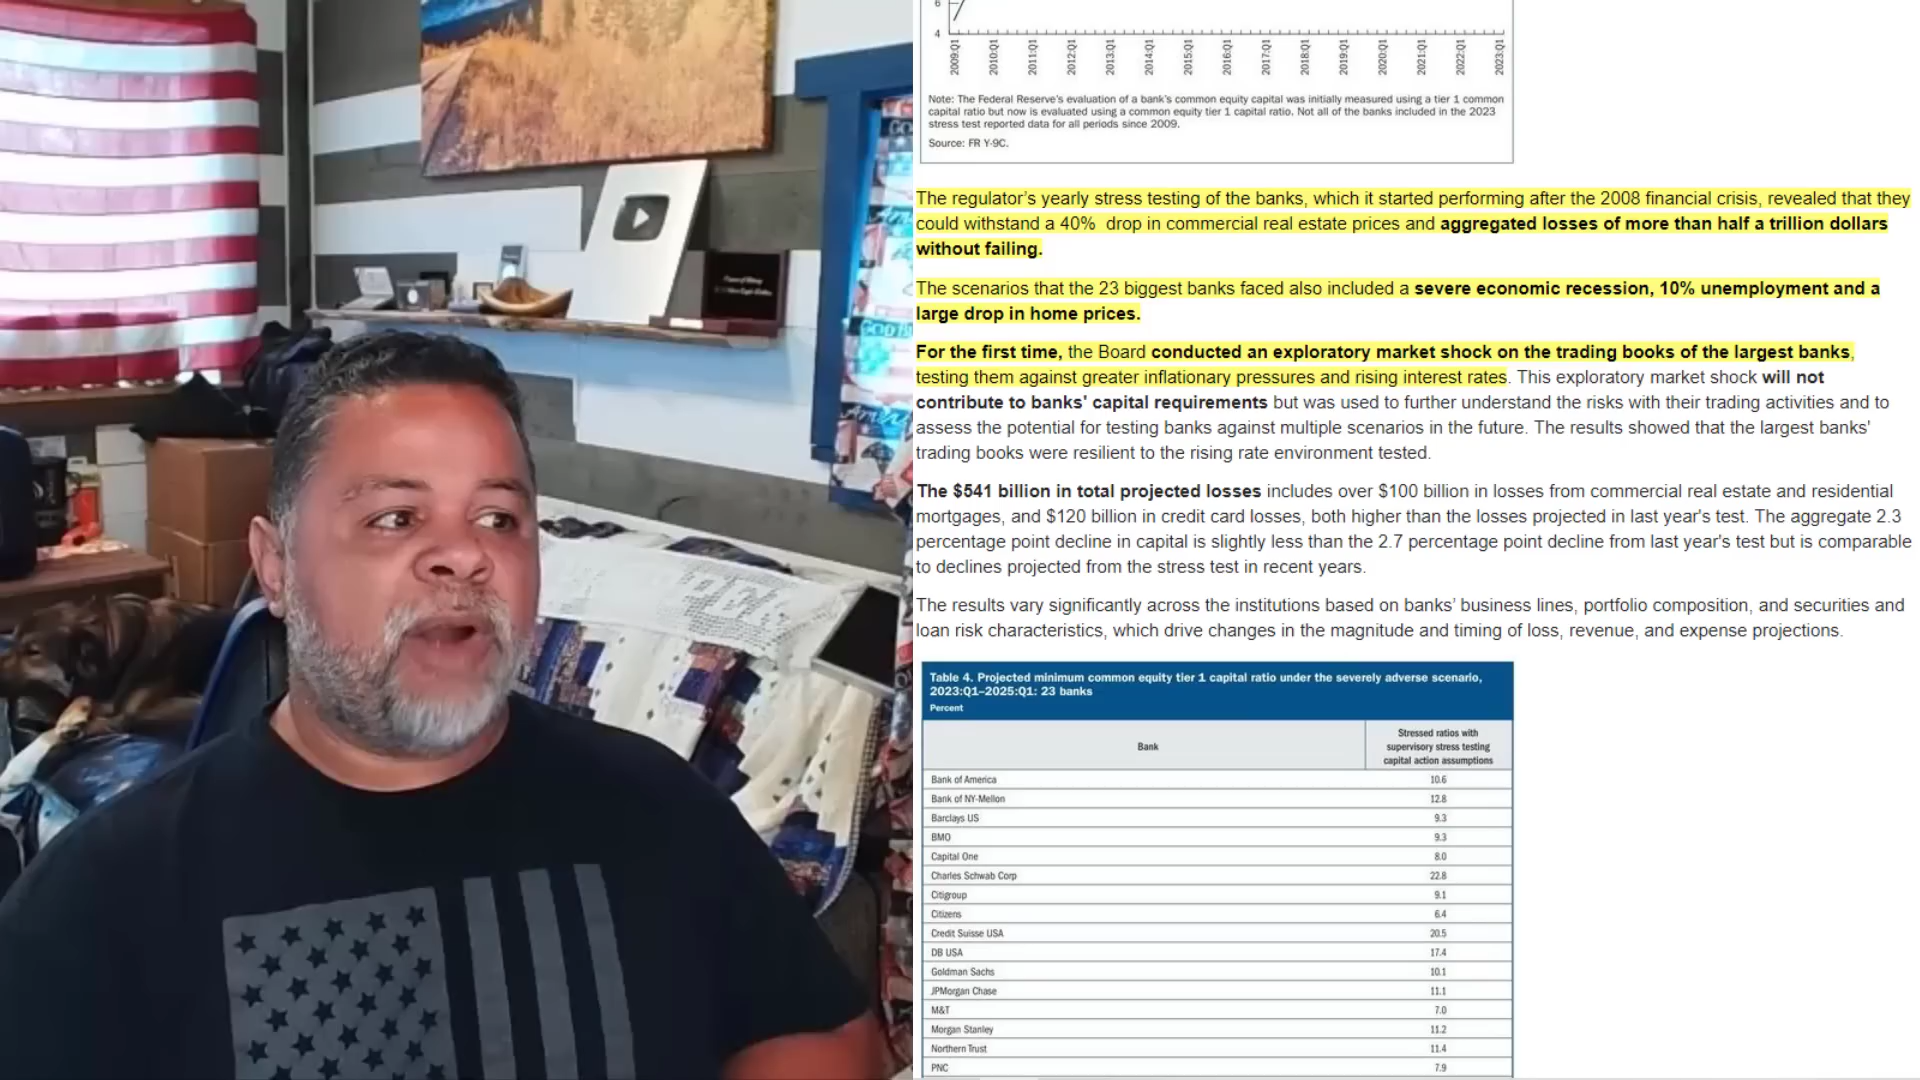 6
4
2009:Q1
2010:Q1
2011:Q1
2012:Q1
2013:Q1
2014:Q1
2015:Q1
2016:Q1
2017:Q1
2018:Q1
2019:Q1
2020:Q1
2021:Q1
2022:Q1
2023:Q1
Note: The Federal Reserve's evaluation of a bank's common equity capital was initially measured using a tier 1 common
capital ratio but now is evaluated using a common equity tier 1 capital ratio. Not all of the banks included in the 2023
stress test reported data for all periods since 2009.
Source: FR Y-9C.
The regulator's yearly stress testing of the banks, which it started performing after the 2008 financial crisis, revealed that they
could withstand a 40% drop in commercial real estate prices and aggregated losses of more than half a trillion dollars
without failing.
The scenarios that the 23 biggest banks faced also included a severe economic recession, 10% unemployment and a
large drop in home prices.
For the first time, the Board conducted an exploratory market shock on the trading books of the largest banks,
testing them against greater inflationary pressures and rising interest rates. This exploratory market shock will not
contribute to banks' capital requirements but was used to further understand the risks with their trading activities and to
assess the potential for testing banks against multiple scenarios in the future. The results showed that the largest banks'
trading books were resilient to the rising rate environment tested.
The $541 billion in total projected losses includes over $100 billion in losses from commercial real estate and residential
mortgages, and $120 billion in credit card losses, both higher than the losses projected in last year's test. The aggregate 2.3
percentage point decline in capital is slightly less than the 2.7 percentage point decline from last year's test but is comparable
to declines projected from the stress test in recent years.
The results vary significantly across the institutions based on banks' business lines, portfolio composition, and securities and
loan risk characteristics, which drive changes in the magnitude and timing of loss, revenue, and expense projections.
Table 4. Projected minimum common equity tier 1 capital ratio under the severely adverse scenario,
2023:Q1–2025:Q1: 23 banks
Percent
Bank
Stressed ratios with
supervisory stress testing
capital action assumptions
Bank of America 10.6
Bank of NY-Mellon 12.8
Barclays US 9.3
BMO 9.3
Capital One 8.0
Charles Schwab Corp 22.8
Citigroup 9.1
Citizens 6.4
Credit Suisse USA 20.5
DB USA 17.4
Goldman Sachs 10.1
JPMorgan Chase 11.1
M&T 7.0
Morgan Stanley 11.2
Northern Trust 11.4
PNC 7.9